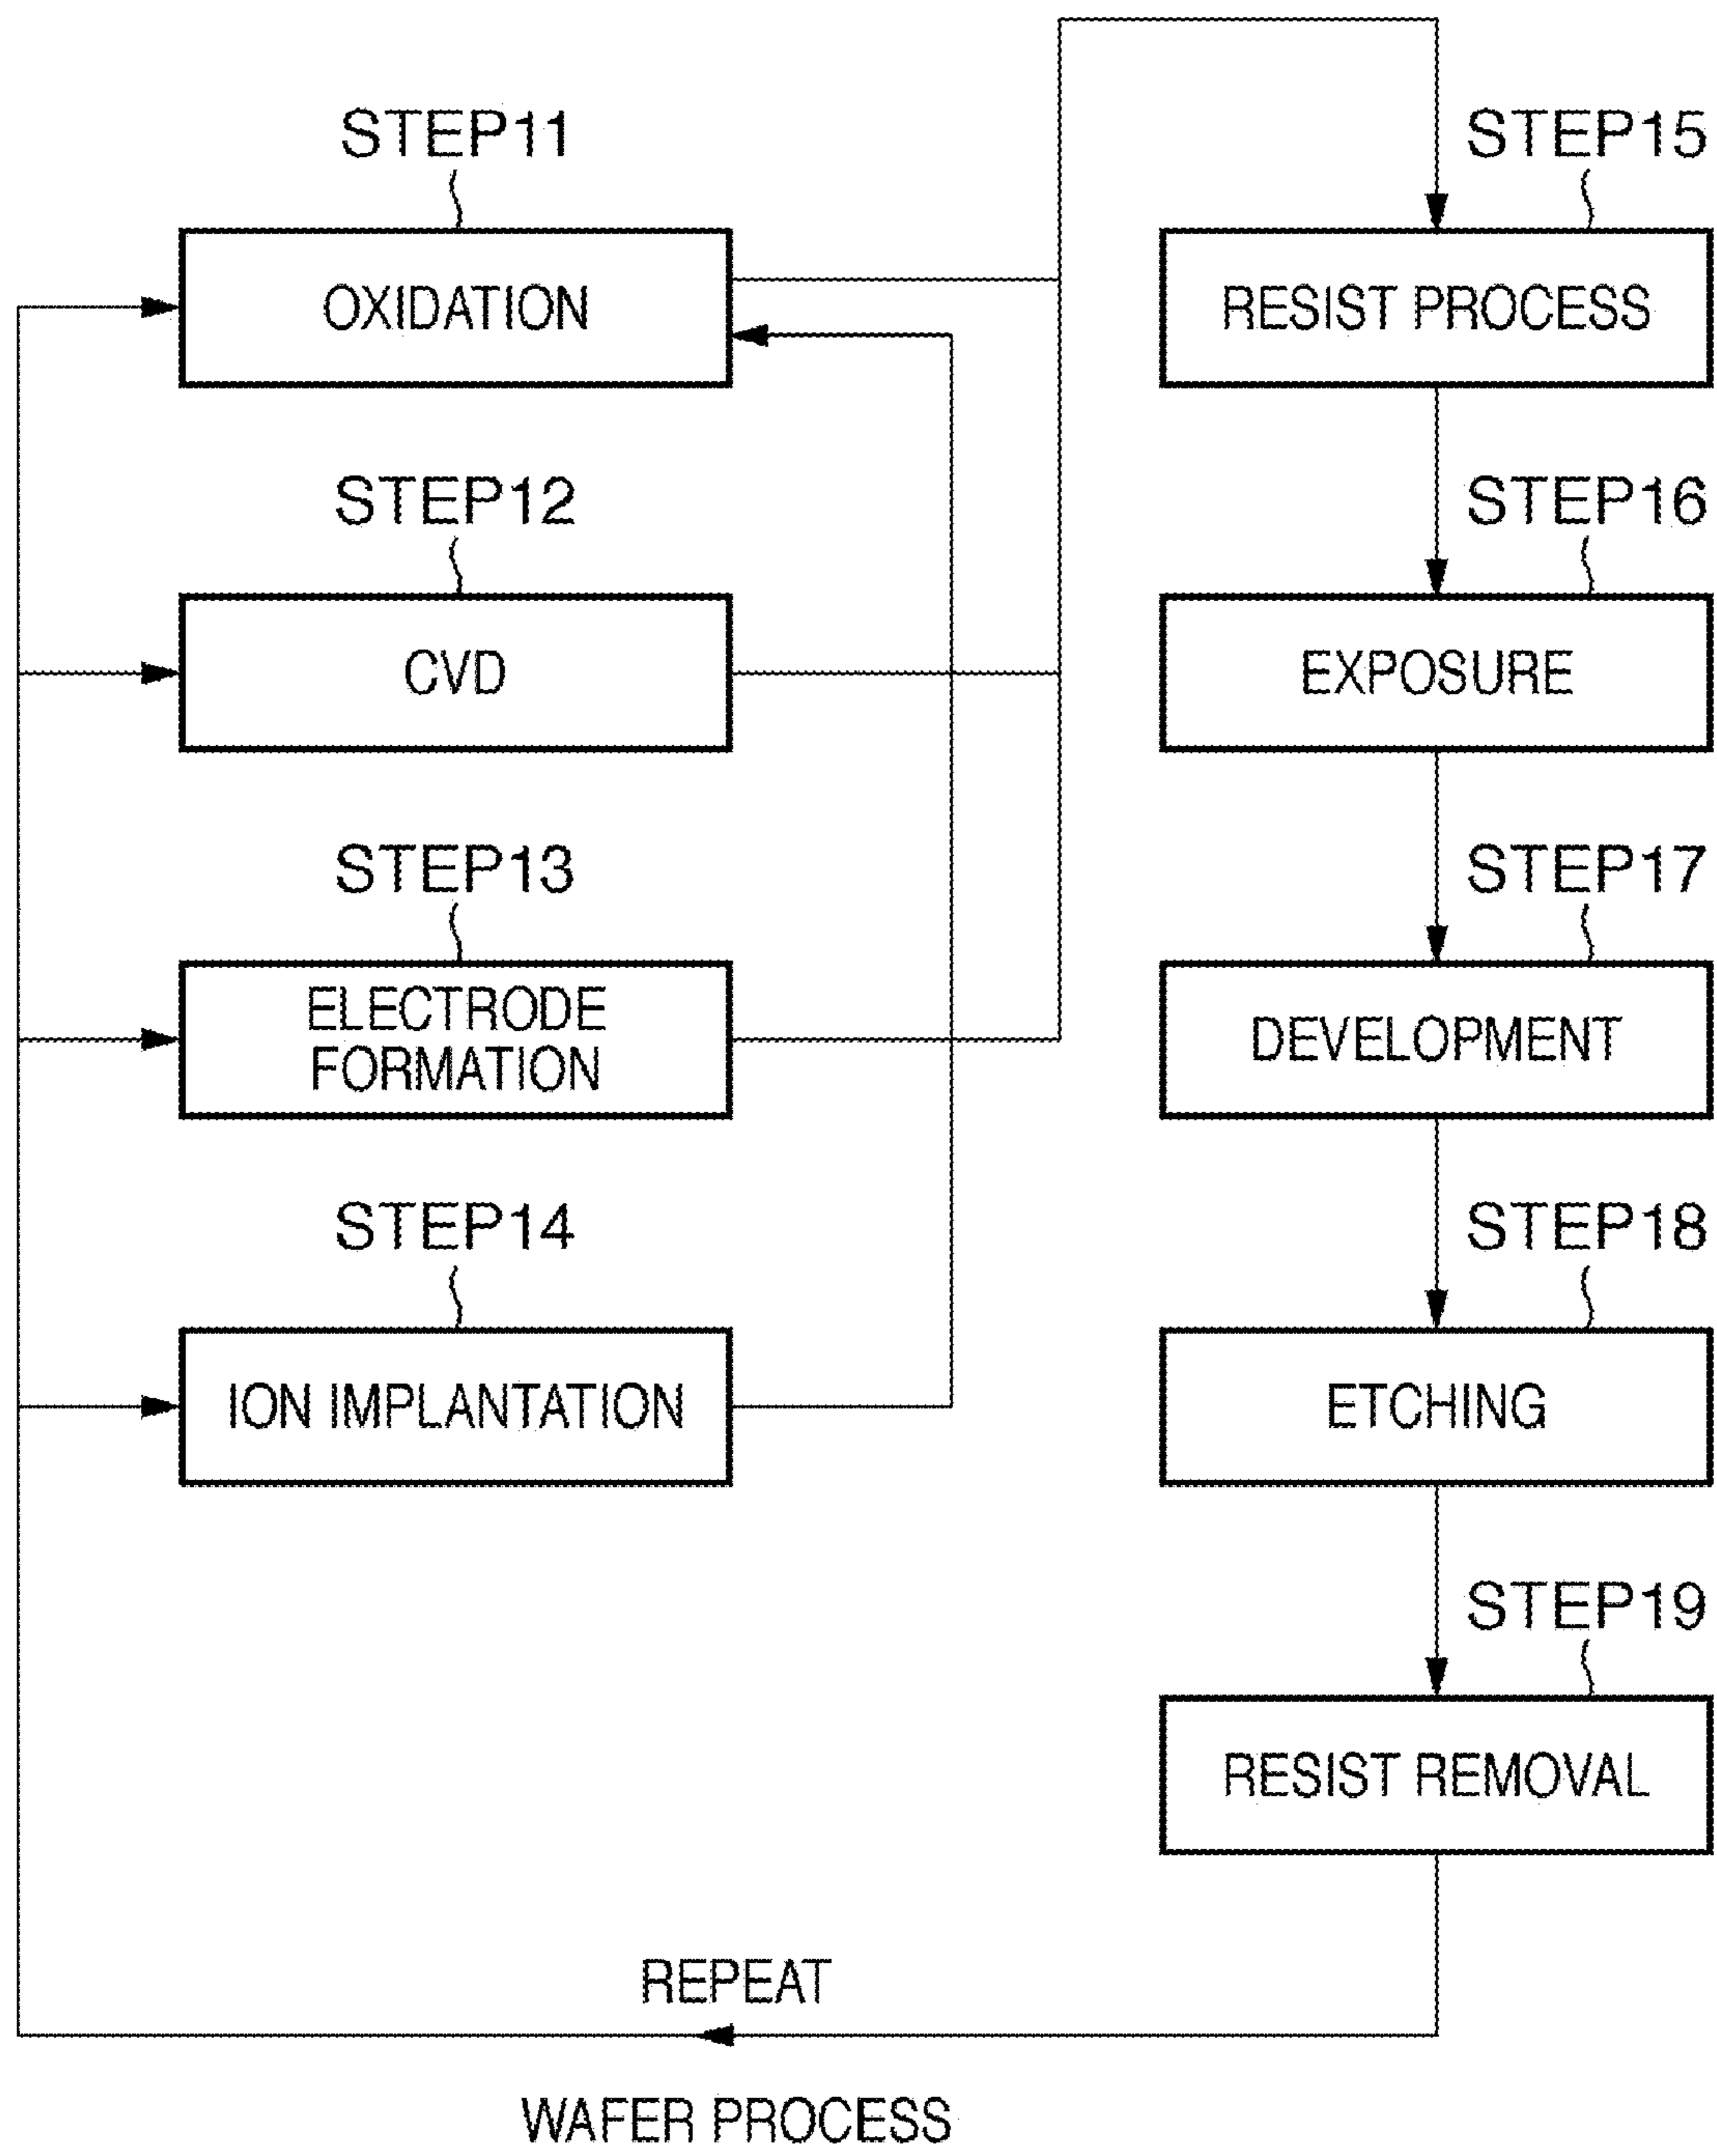 STEP11
OXIDATION
STEP12
CVD
STEP13
ELECTRODE
FORMATION
STEP14
ION IMPLANTATION
STEP15
RESIST PROCESS
STEP16
EXPOSURE
STEP17
DEVELOPMENT
STEP18
ETCHING
STEP19
RESIST REMOVAL
REPEAT
WAFER PROCESS